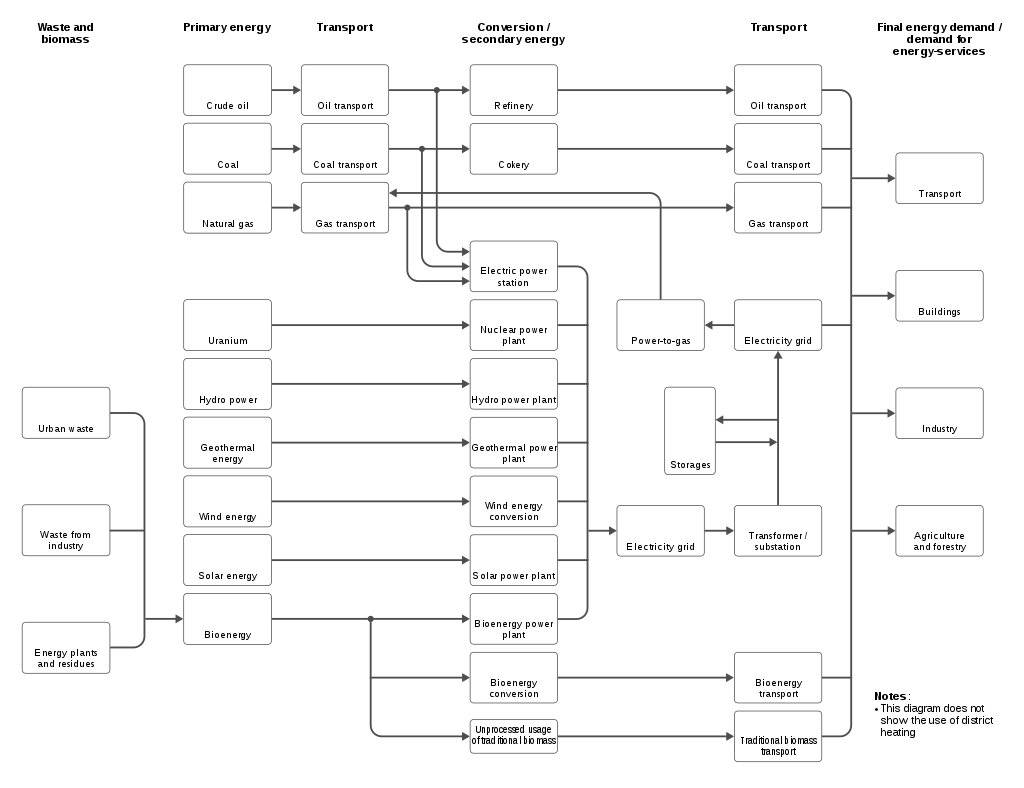 Waste and
biomass
Primary energy
Transport
Conversion /
secondary energy
Transport
Final energy demand /
demand for
energy-services
Crude oil
Oil transport
Refinery
Oil transport
Coal
Coal transport
Cokery
Coal transport
Transport
Natural gas
Gas transport
Gas transport
Electric power
station
Buildings
Uranium
Nuclear power
plant
Power-to-gas
Electricity grid
Hydro power
Hydro power plant
Urban waste
Industry
Geothermal
energy
Geothermal power
plant
Storages
Wind energy
Wind energy
conversion
Waste from
industry
Electricity grid
Transformer /
substation
Agriculture
and forestry
Solar energy
Solar power plant
Bioenergy
Bioenergy power
plant
Energy plants
and residues
Bioenergy
conversion
Bioenergy
transport
Notes:
• This diagram does not
show the use of district
heating
Unprocessed usage
of traditional biomass
Traditional biomass
transport